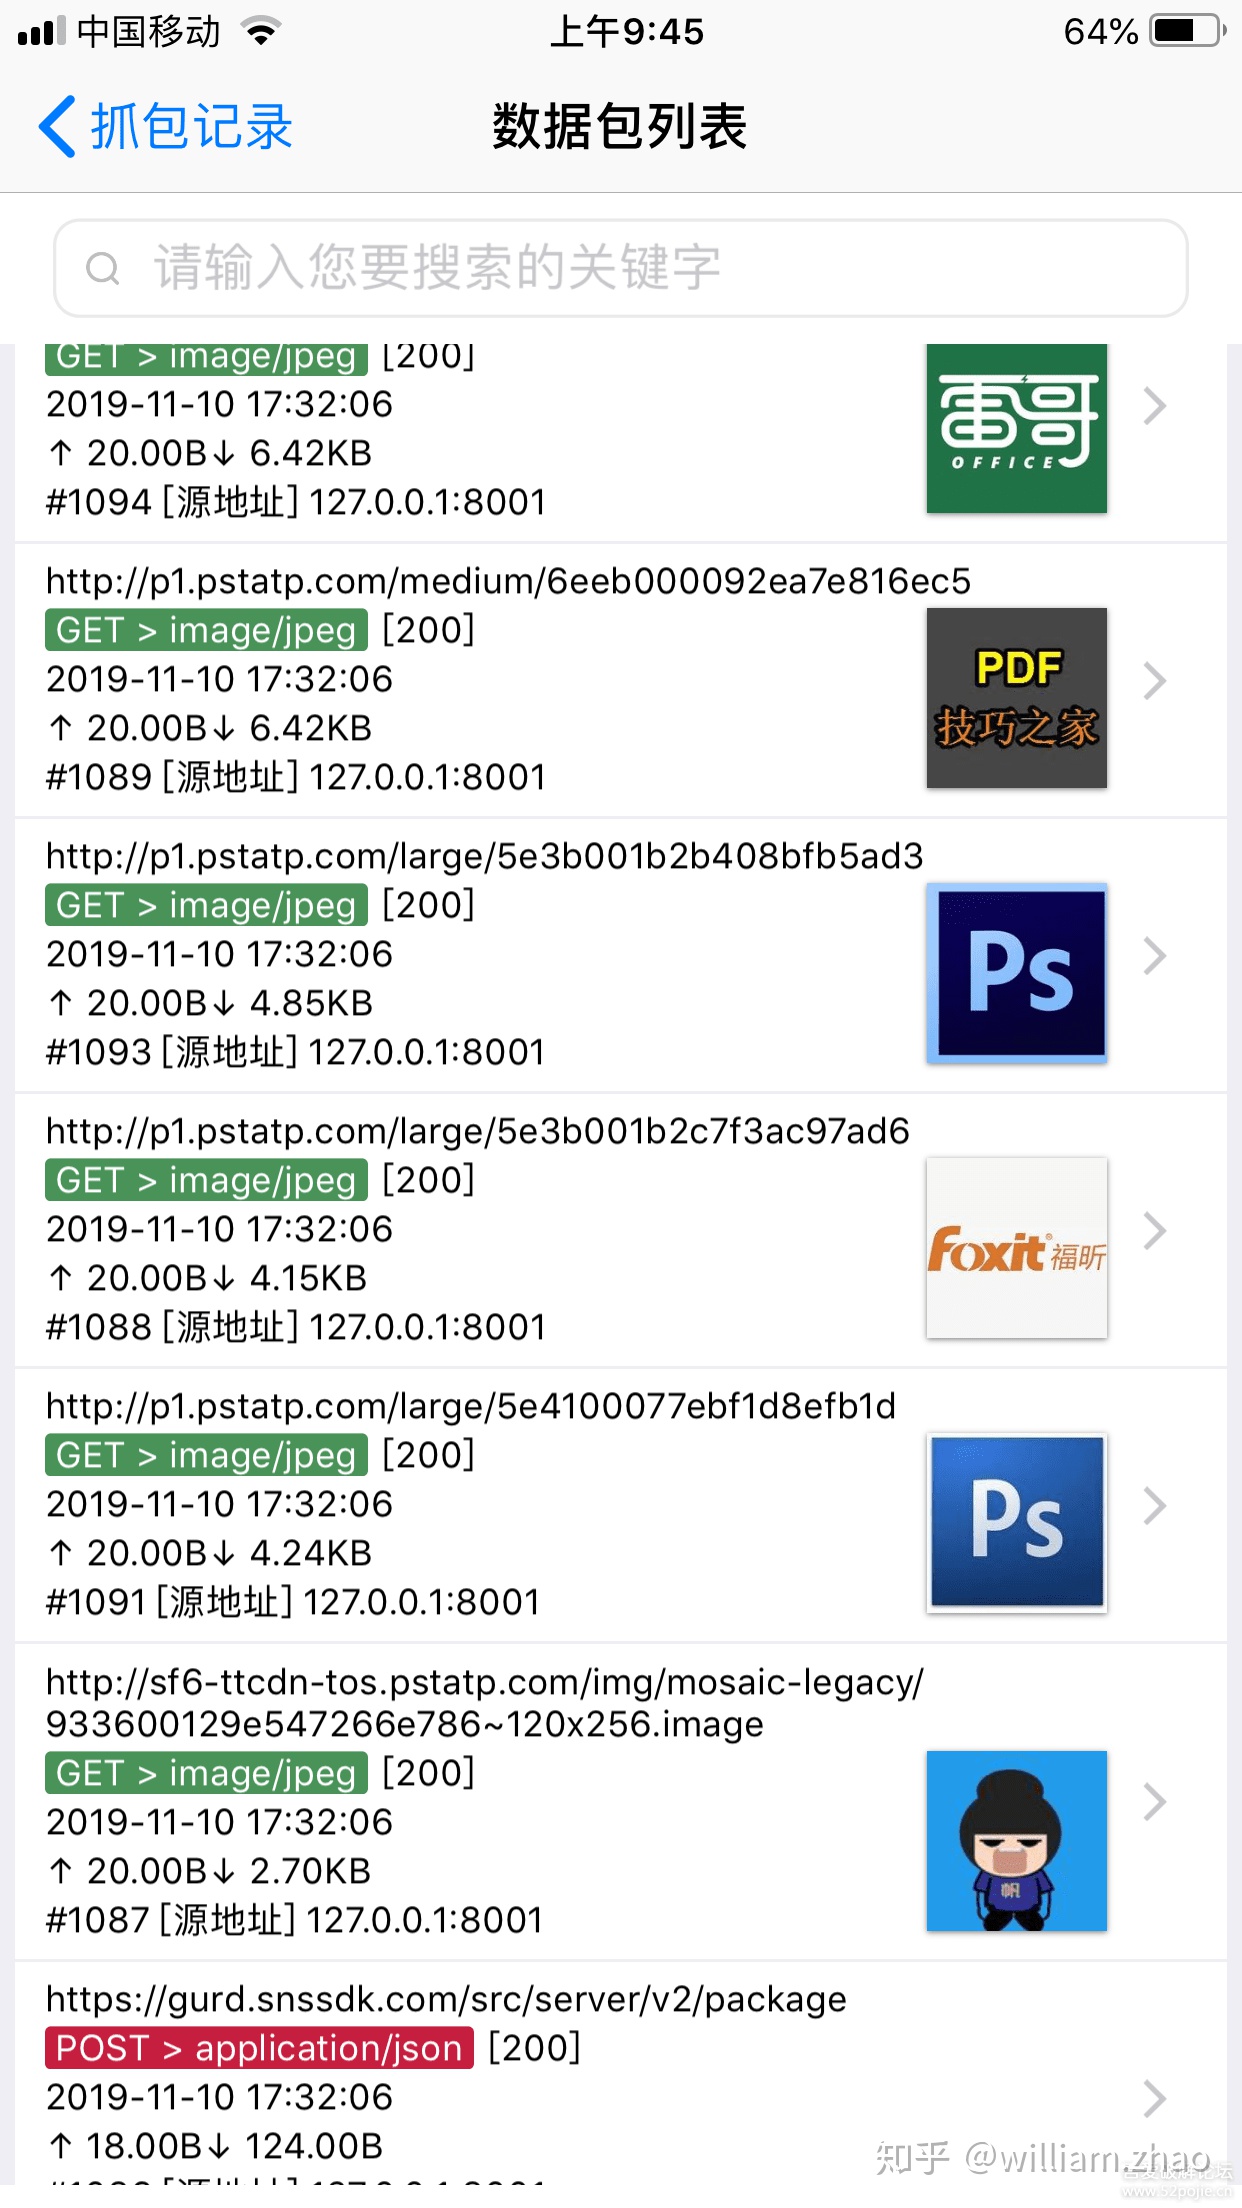 中国移动
上午9:45
64%
抓包记录
数据包列表
请输入您要搜索的关键字
GET > image/jpeg [200]
2019-11-10 17:32:06
↑ 20.00B↓ 6.42KB
#1094 [源地址] 127.0.0.1:8001
雷哥
OFFICE
http://p1.pstatp.com/medium/6eeb000092ea7e816ec5
GET > image/jpeg [200]
2019-11-10 17:32:06
↑ 20.00B↓ 6.42KB
#1089 [源地址] 127.0.0.1:8001
PDF
技巧之家
http://p1.pstatp.com/large/5e3b001b2b408bfb5ad3
GET > image/jpeg [200]
2019-11-10 17:32:06
↑ 20.00B↓ 4.85KB
#1093 [源地址] 127.0.0.1:8001
Ps
http://p1.pstatp.com/large/5e3b001b2c7f3ac97ad6
GET > image/jpeg [200]
2019-11-10 17:32:06
↑ 20.00B↓ 4.15KB
#1088 [源地址] 127.0.0.1:8001
Foxit®福昕
http://p1.pstatp.com/large/5e4100077ebf1d8efb1d
GET > image/jpeg [200]
2019-11-10 17:32:06
↑ 20.00B↓ 4.24KB
#1091 [源地址] 127.0.0.1:8001
Ps
http://sf6-ttcdn-tos.pstatp.com/img/mosaic-legacy/
933600129e547266e786~120x256.image
GET > image/jpeg [200]
2019-11-10 17:32:06
↑ 20.00B↓ 2.70KB
#1087 [源地址] 127.0.0.1:8001
帆
https://gurd.snssdk.com/src/server/v2/package
POST > application/json [200]
2019-11-10 17:32:06
↑ 18.00B↓ 124.00B
知乎 @william.zhao
吾爱破解论坛
www.52pojie.cn